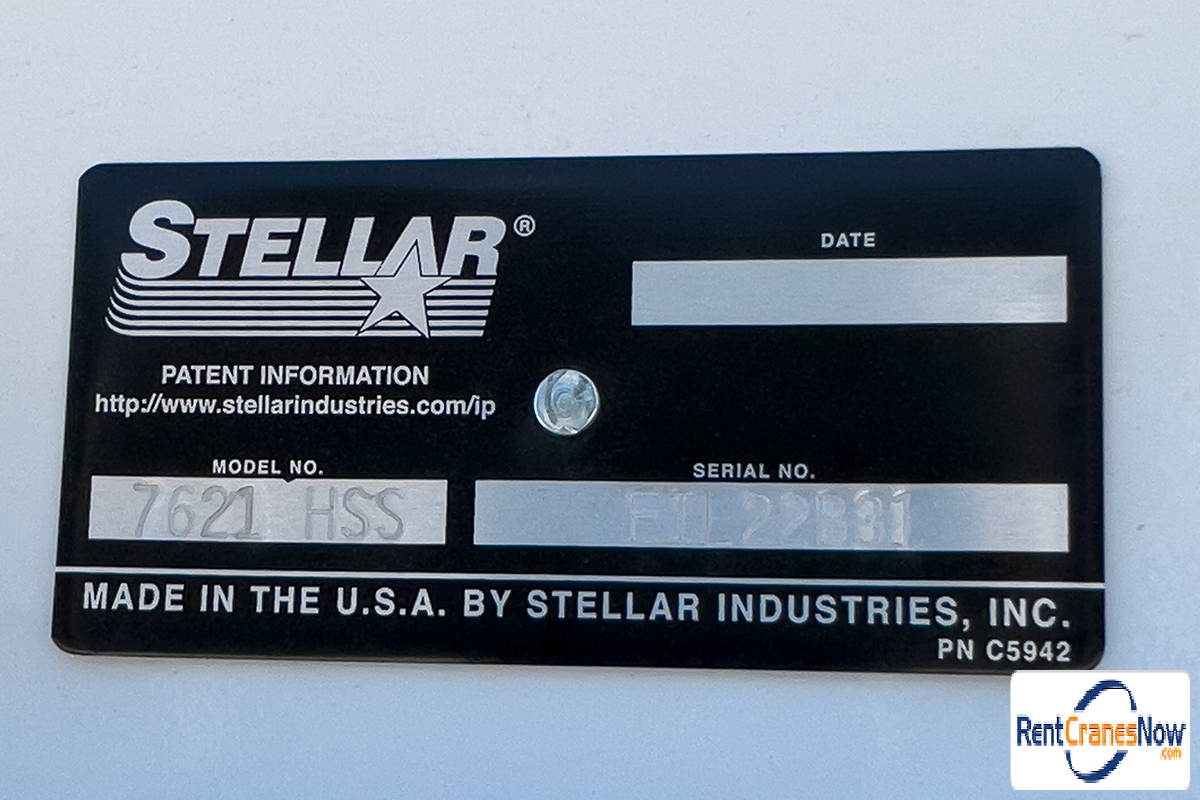 STELLAR®
DATE
PATENT INFORMATION
http://www.stellarindustries.com/ip
MODEL NO.
SERIAL NO.
7621 HSS
MADE IN THE U.S.A. BY STELLAR INDUSTRIES, INC.
PN C5942
RentCranesNow
.com